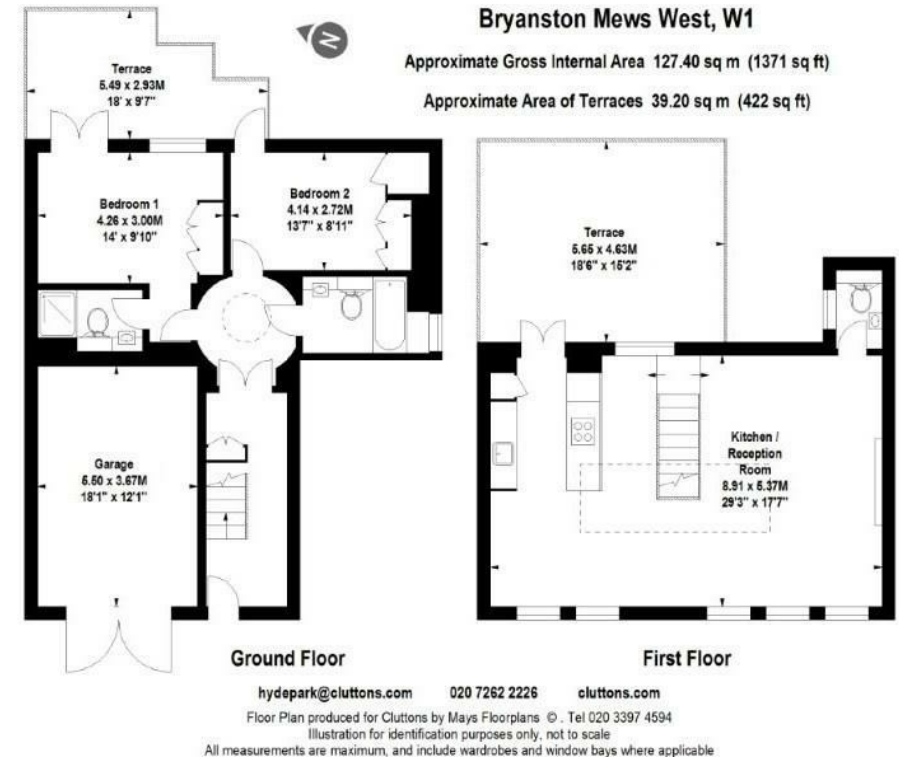 Bryanston Mews West, W1
Approximate Gross Internal Area 127.40 sq m (1371 sq ft)
Approximate Area of Terraces 39.20 sq m (422 sq ft)
N
Terrace
5.49 x 2.93M
18' x 9'7"
Bedroom 1
4.26 x 3.00M
14' x 9'10"
Bedroom 2
4.14 x 2.72M
13'7" x 8'11"
Garage
5.50 x 3.67M
18'1" x 12'1"
Ground Floor
Terrace
5.65 x 4.63M
18'6" x 15'2"
Kitchen /
Reception
Room
8.91 x 5.37M
29'3" x 17'7"
First Floor
hydepark@cluttons.com 020 7262 2226 cluttons.com
Floor Plan produced for Cluttons by Mays Floorplans © . Tel 020 3397 4594
Illustration for identification purposes only, not to scale
All measurements are maximum, and include wardrobes and window bays where applicable